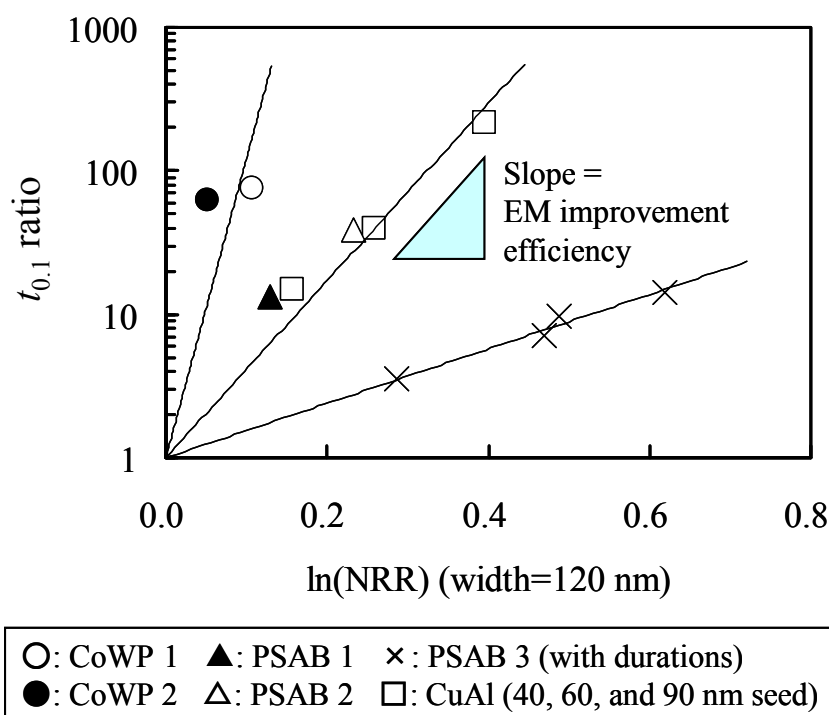 1000
100
10
1
t0.1 ratio
Slope =
EM improvement
efficiency
0.0 0.2 0.4 0.6 0.8
ln(NRR) (width=120 nm)
○: CoWP 1 ▲: PSAB 1 ×: PSAB 3 (with durations)
●: CoWP 2 △: PSAB 2 □: CuAl (40, 60, and 90 nm seed)